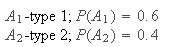 A₁-type 1; P(A₁) = 0.6
A₂-type 2; P(A₂) = 0.4